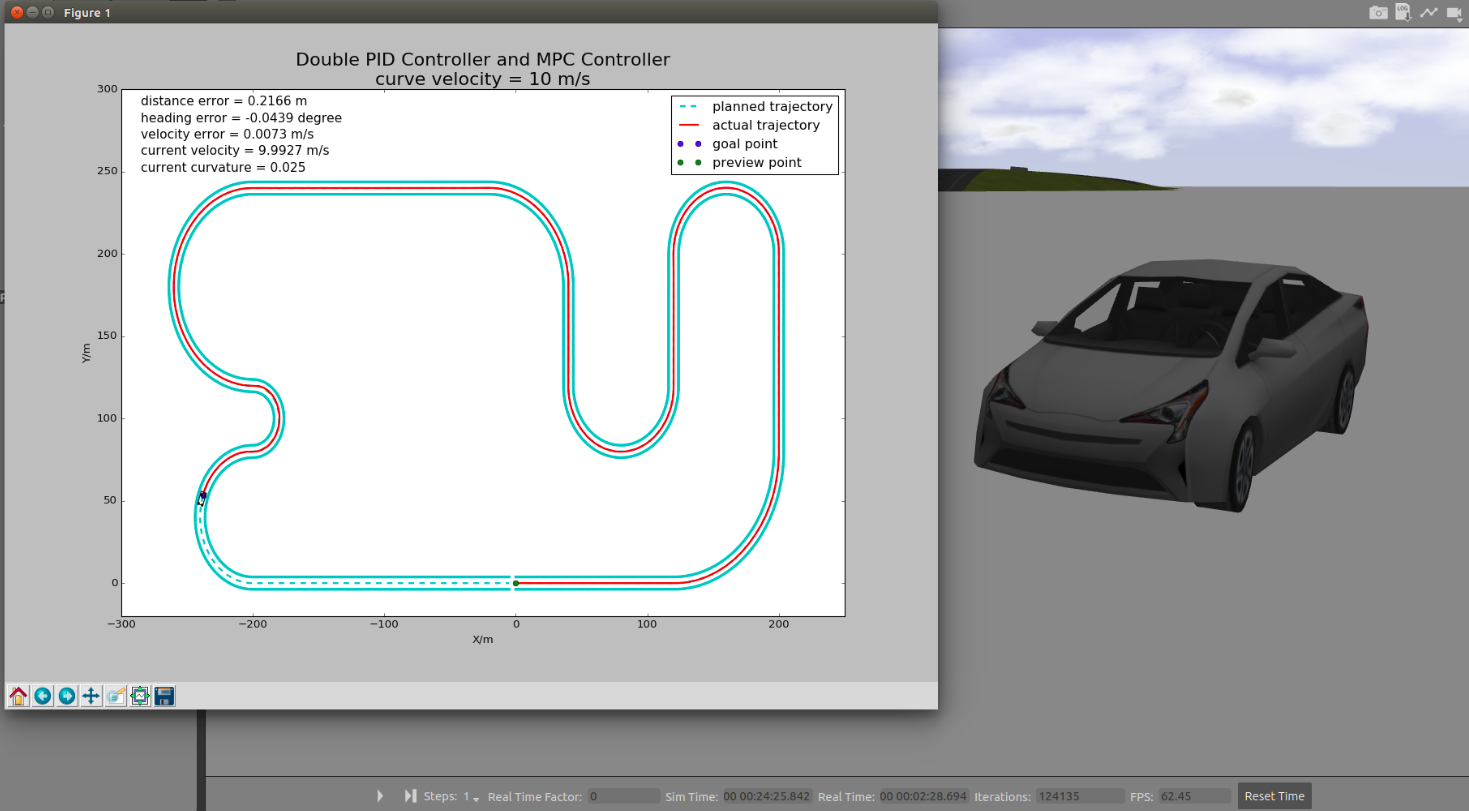 Figure 1
LOG
Double PID Controller and MPC Controller
curve velocity = 10 m/s
distance error = 0.2166 m
heading error = -0.0439 degree
velocity error = 0.0073 m/s
current velocity = 9.9927 m/s
current curvature = 0.025
planned trajectory
actual trajectory
goal point
preview point
300
250
200
150
100
50
0
Y/m
−300
−200
−100
0
100
200
X/m
Steps: 1
Real Time Factor: 0
Sim Time: 00 00:24:25.842
Real Time: 00 00:02:28.694
Iterations: 124135
FPS: 62.45
Reset Time